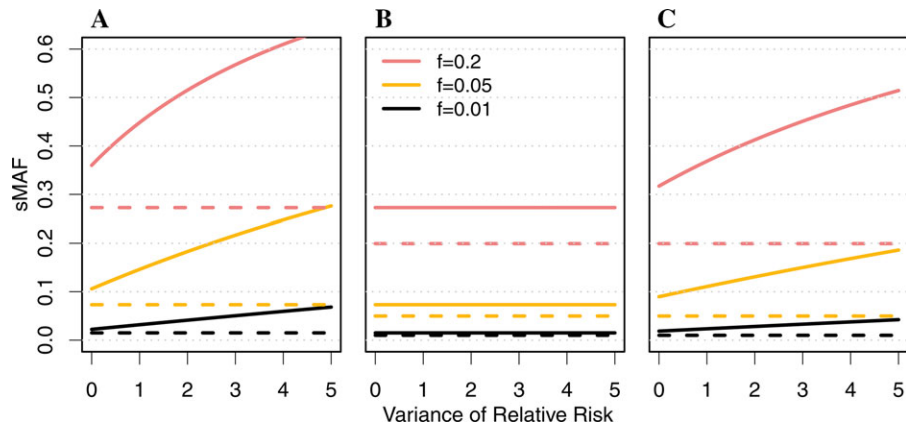 A B C
f=0.2
f=0.05
f=0.01
sMAF
0.0 0.1 0.2 0.3 0.4 0.5 0.6
0 1 2 3 4 5 0 1 2 3 4 5 0 1 2 3 4 5
Variance of Relative Risk